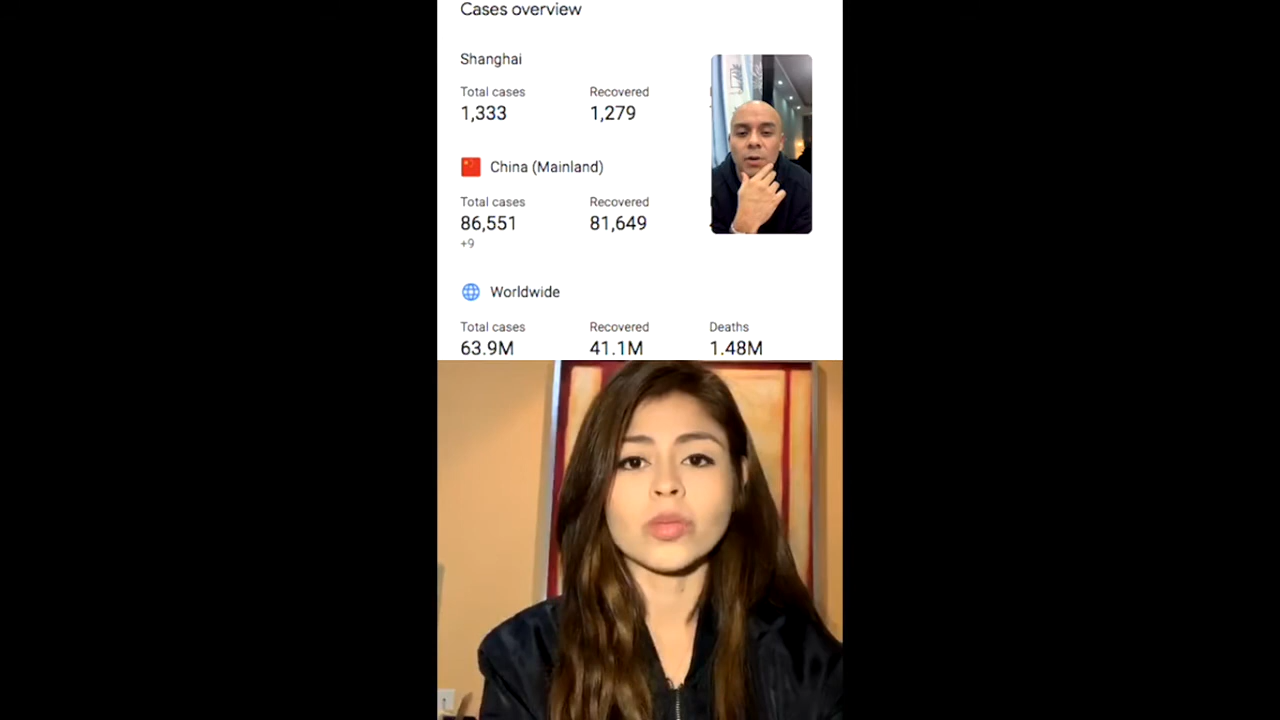 Cases overview
Shanghai
Total cases Recovered
1,333 1,279
China (Mainland)
Total cases Recovered
86,551 81,649
+9
Worldwide
Total cases Recovered Deaths
63.9M 41.1M 1.48M